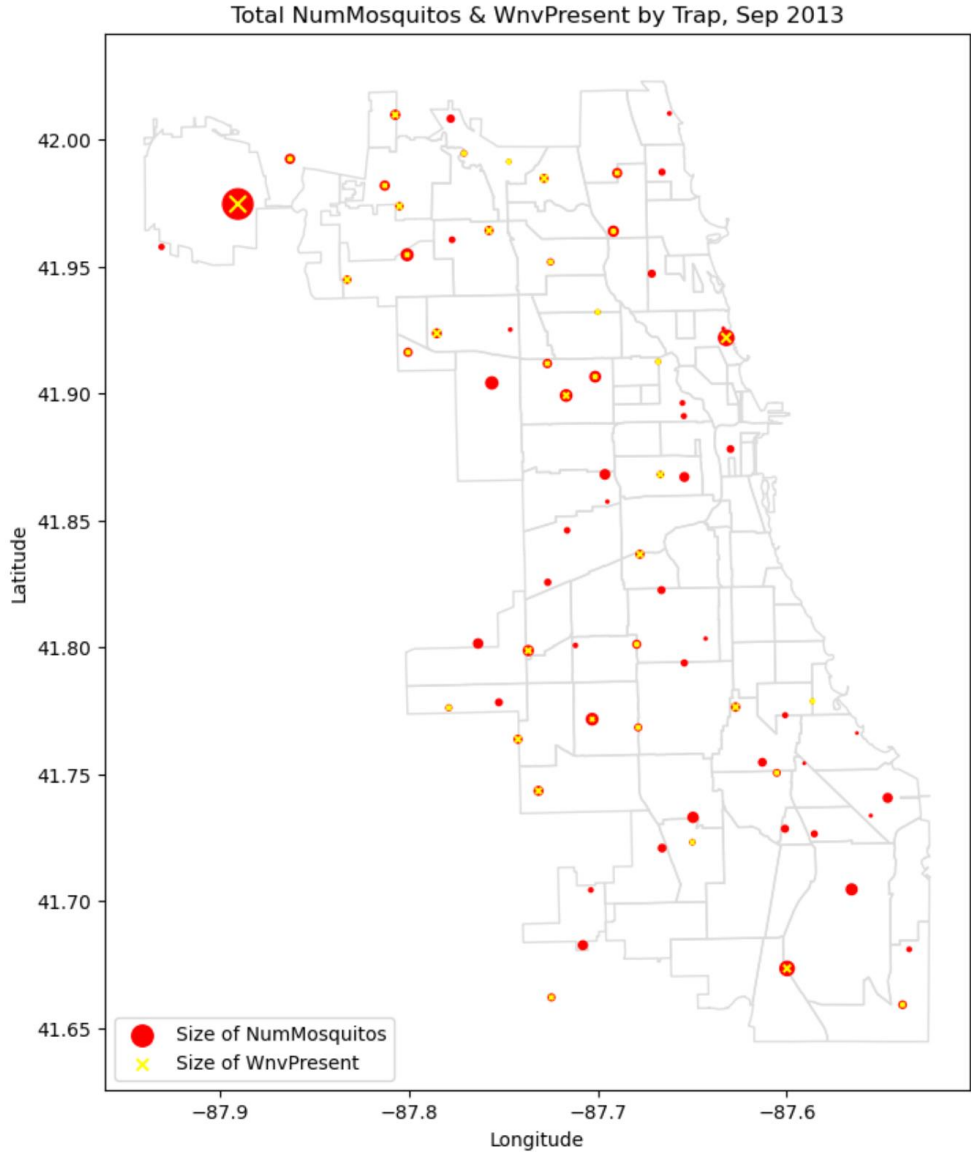 Total NumMosquitos & WnvPresent by Trap, Sep 2013
42.00
41.95
41.90
41.85
41.80
41.75
41.70
41.65
Latitude
Size of NumMosquitos
Size of WnvPresent
−87.9
−87.8
−87.7
−87.6
Longitude